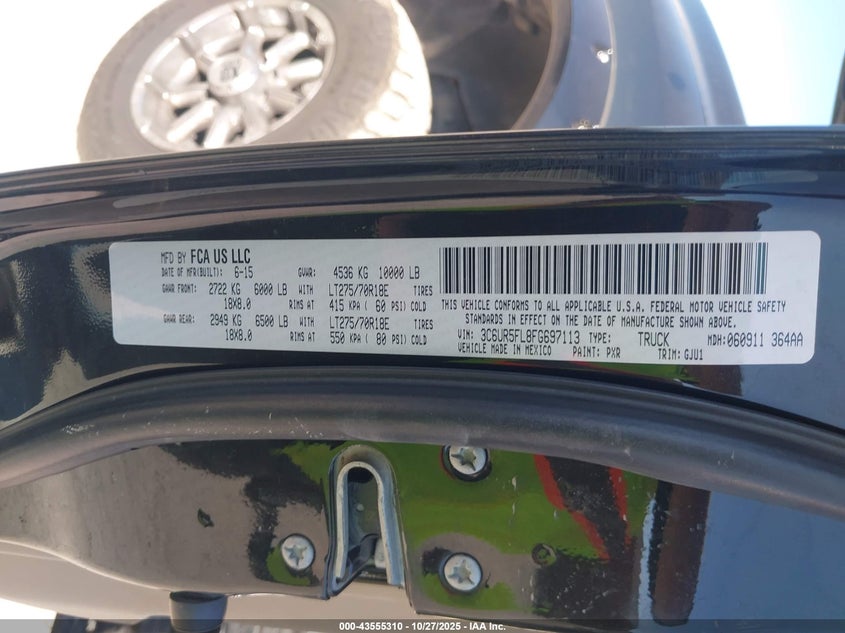 MFD BY FCA US LLC
DATE OF MFR(BUILT): 6-15 GVWR: 4536 KG 10000 LB
GAWR FRONT: 2722 KG 6000 LB WITH LT275/70R18E TIRES
18X8.0 RIMS AT 415 KPA ( 60 PSI) COLD
GAWR REAR: 2949 KG 6500 LB WITH LT275/70R18E TIRES
18X8.0 RIMS AT 550 KPA ( 80 PSI) COLD
THIS VEHICLE CONFORMS TO ALL APPLICABLE U.S.A. FEDERAL MOTOR VEHICLE SAFETY
STANDARDS IN EFFECT ON THE DATE OF MANUFACTURE SHOWN ABOVE.
VIN: 3C6UR5FL8FG697113 TYPE: TRUCK MDH: 060911 364AA
VEHICLE MADE IN MEXICO PAINT: PXR TRIM: GJU1
000-43555310 | 10/27/2025 | IAA Inc.